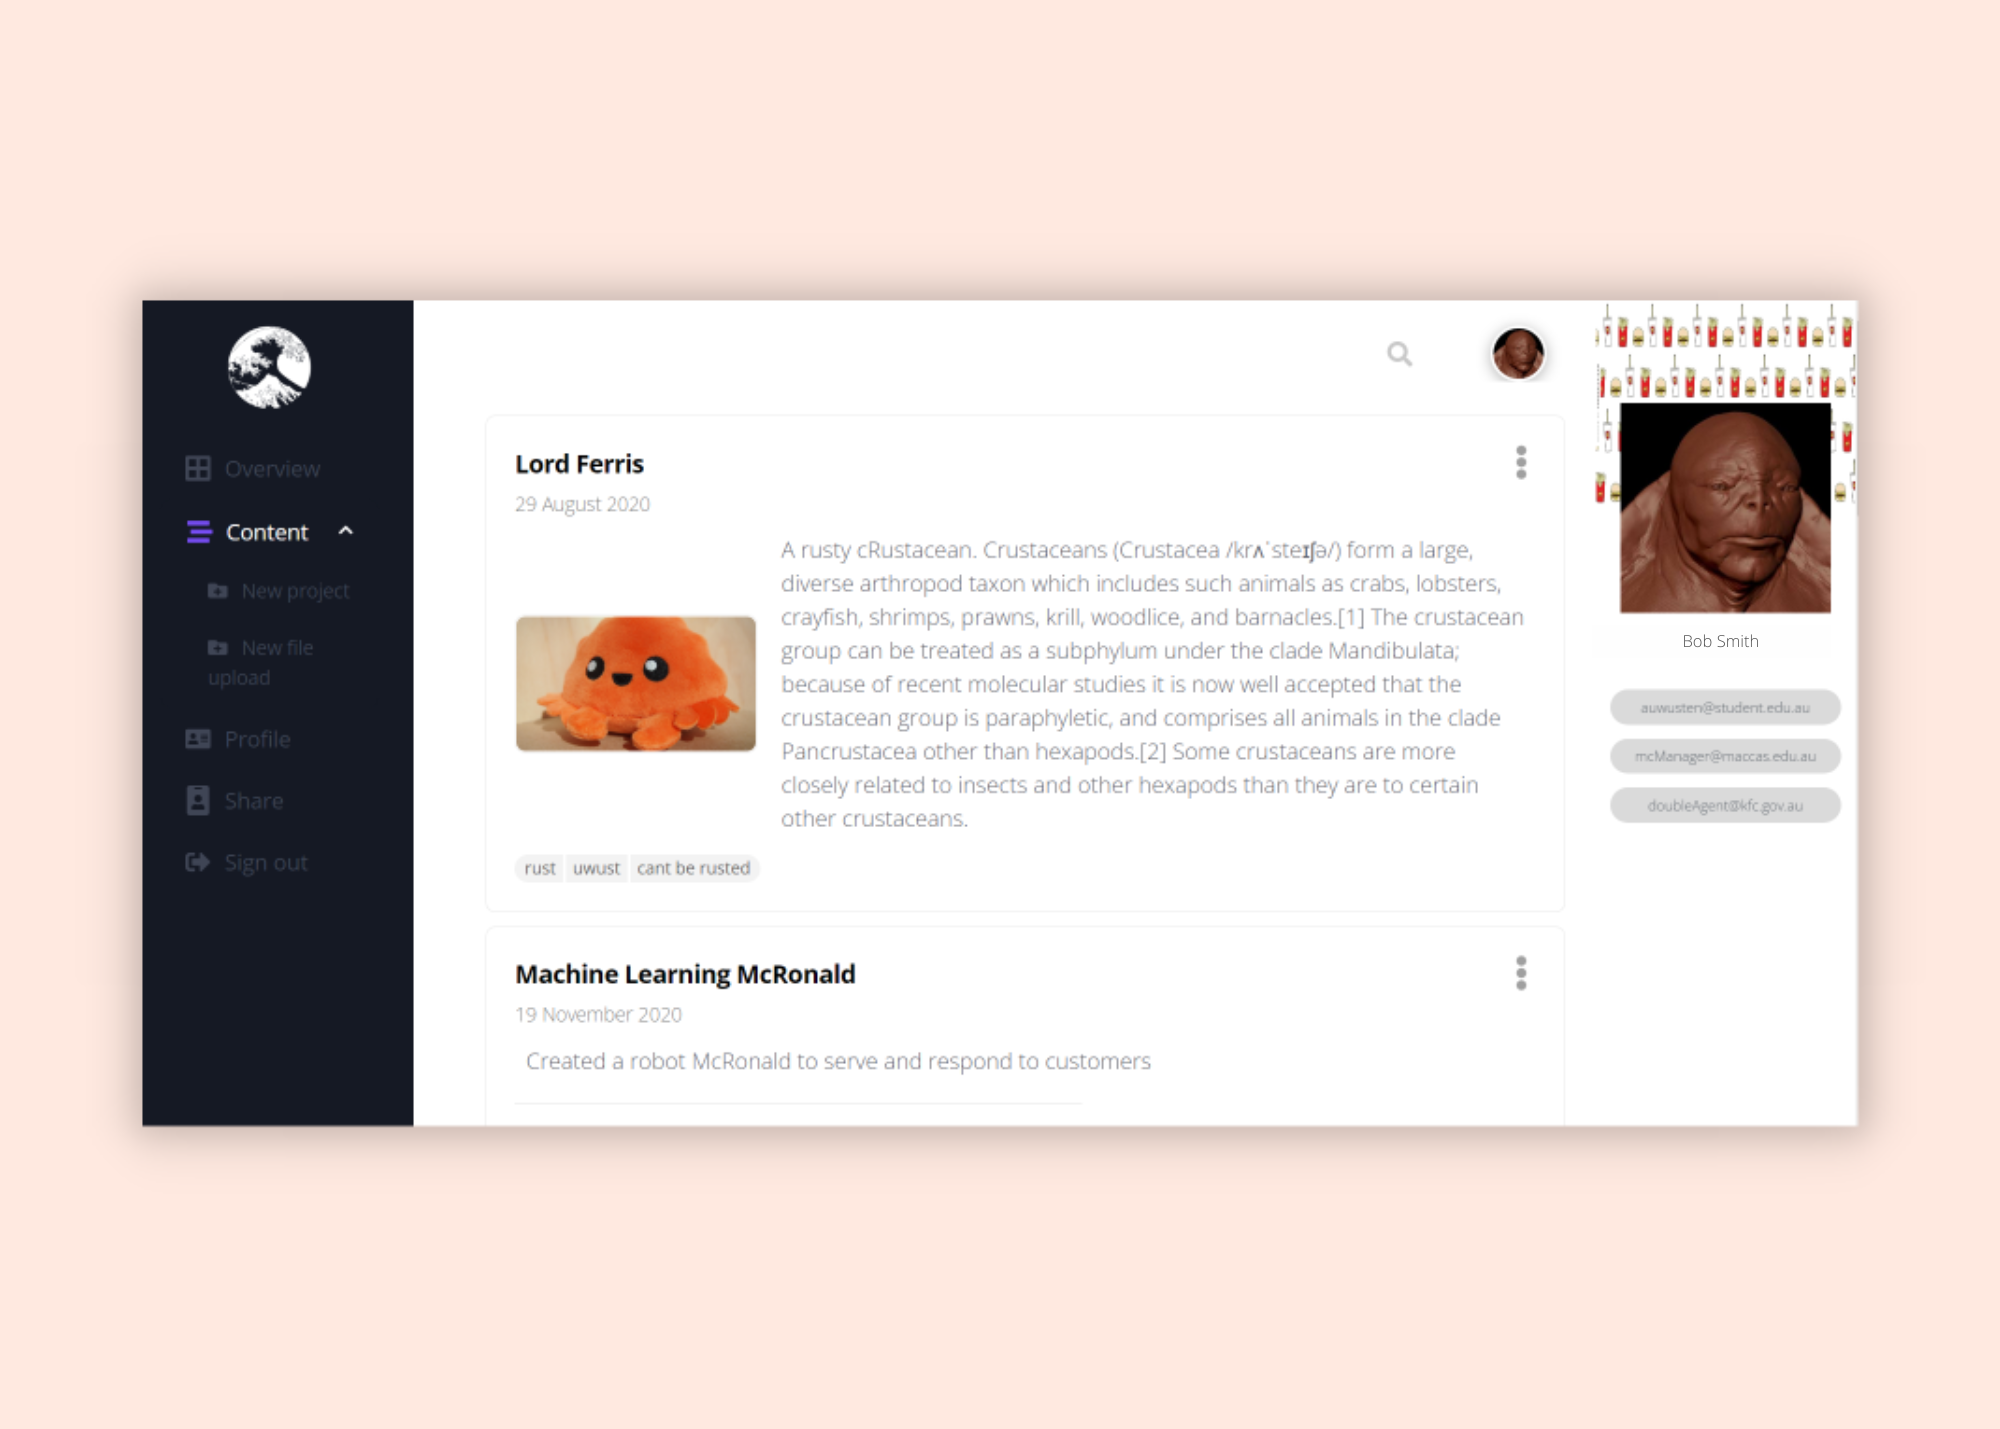 Overview
Content
New project
New file
upload
Profile
Share
Sign out
Lord Ferris
29 August 2020
A rusty cRustacean. Crustaceans (Crustacea /krʌˈsteɪʃə/) form a large,
diverse arthropod taxon which includes such animals as crabs, lobsters,
crayfish, shrimps, prawns, krill, woodlice, and barnacles.[1] The crustacean
group can be treated as a subphylum under the clade Mandibulata;
because of recent molecular studies it is now well accepted that the
crustacean group is paraphyletic, and comprises all animals in the clade
Pancrustacea other than hexapods.[2] Some crustaceans are more
closely related to insects and other hexapods than they are to certain
other crustaceans.
rust uwust cant be rusted
Machine Learning McRonald
19 November 2020
Created a robot McRonald to serve and respond to customers
Bob Smith
auwusten@student.edu.au
mcManager@maccas.edu.au
doubleAgent@kfc.gov.au